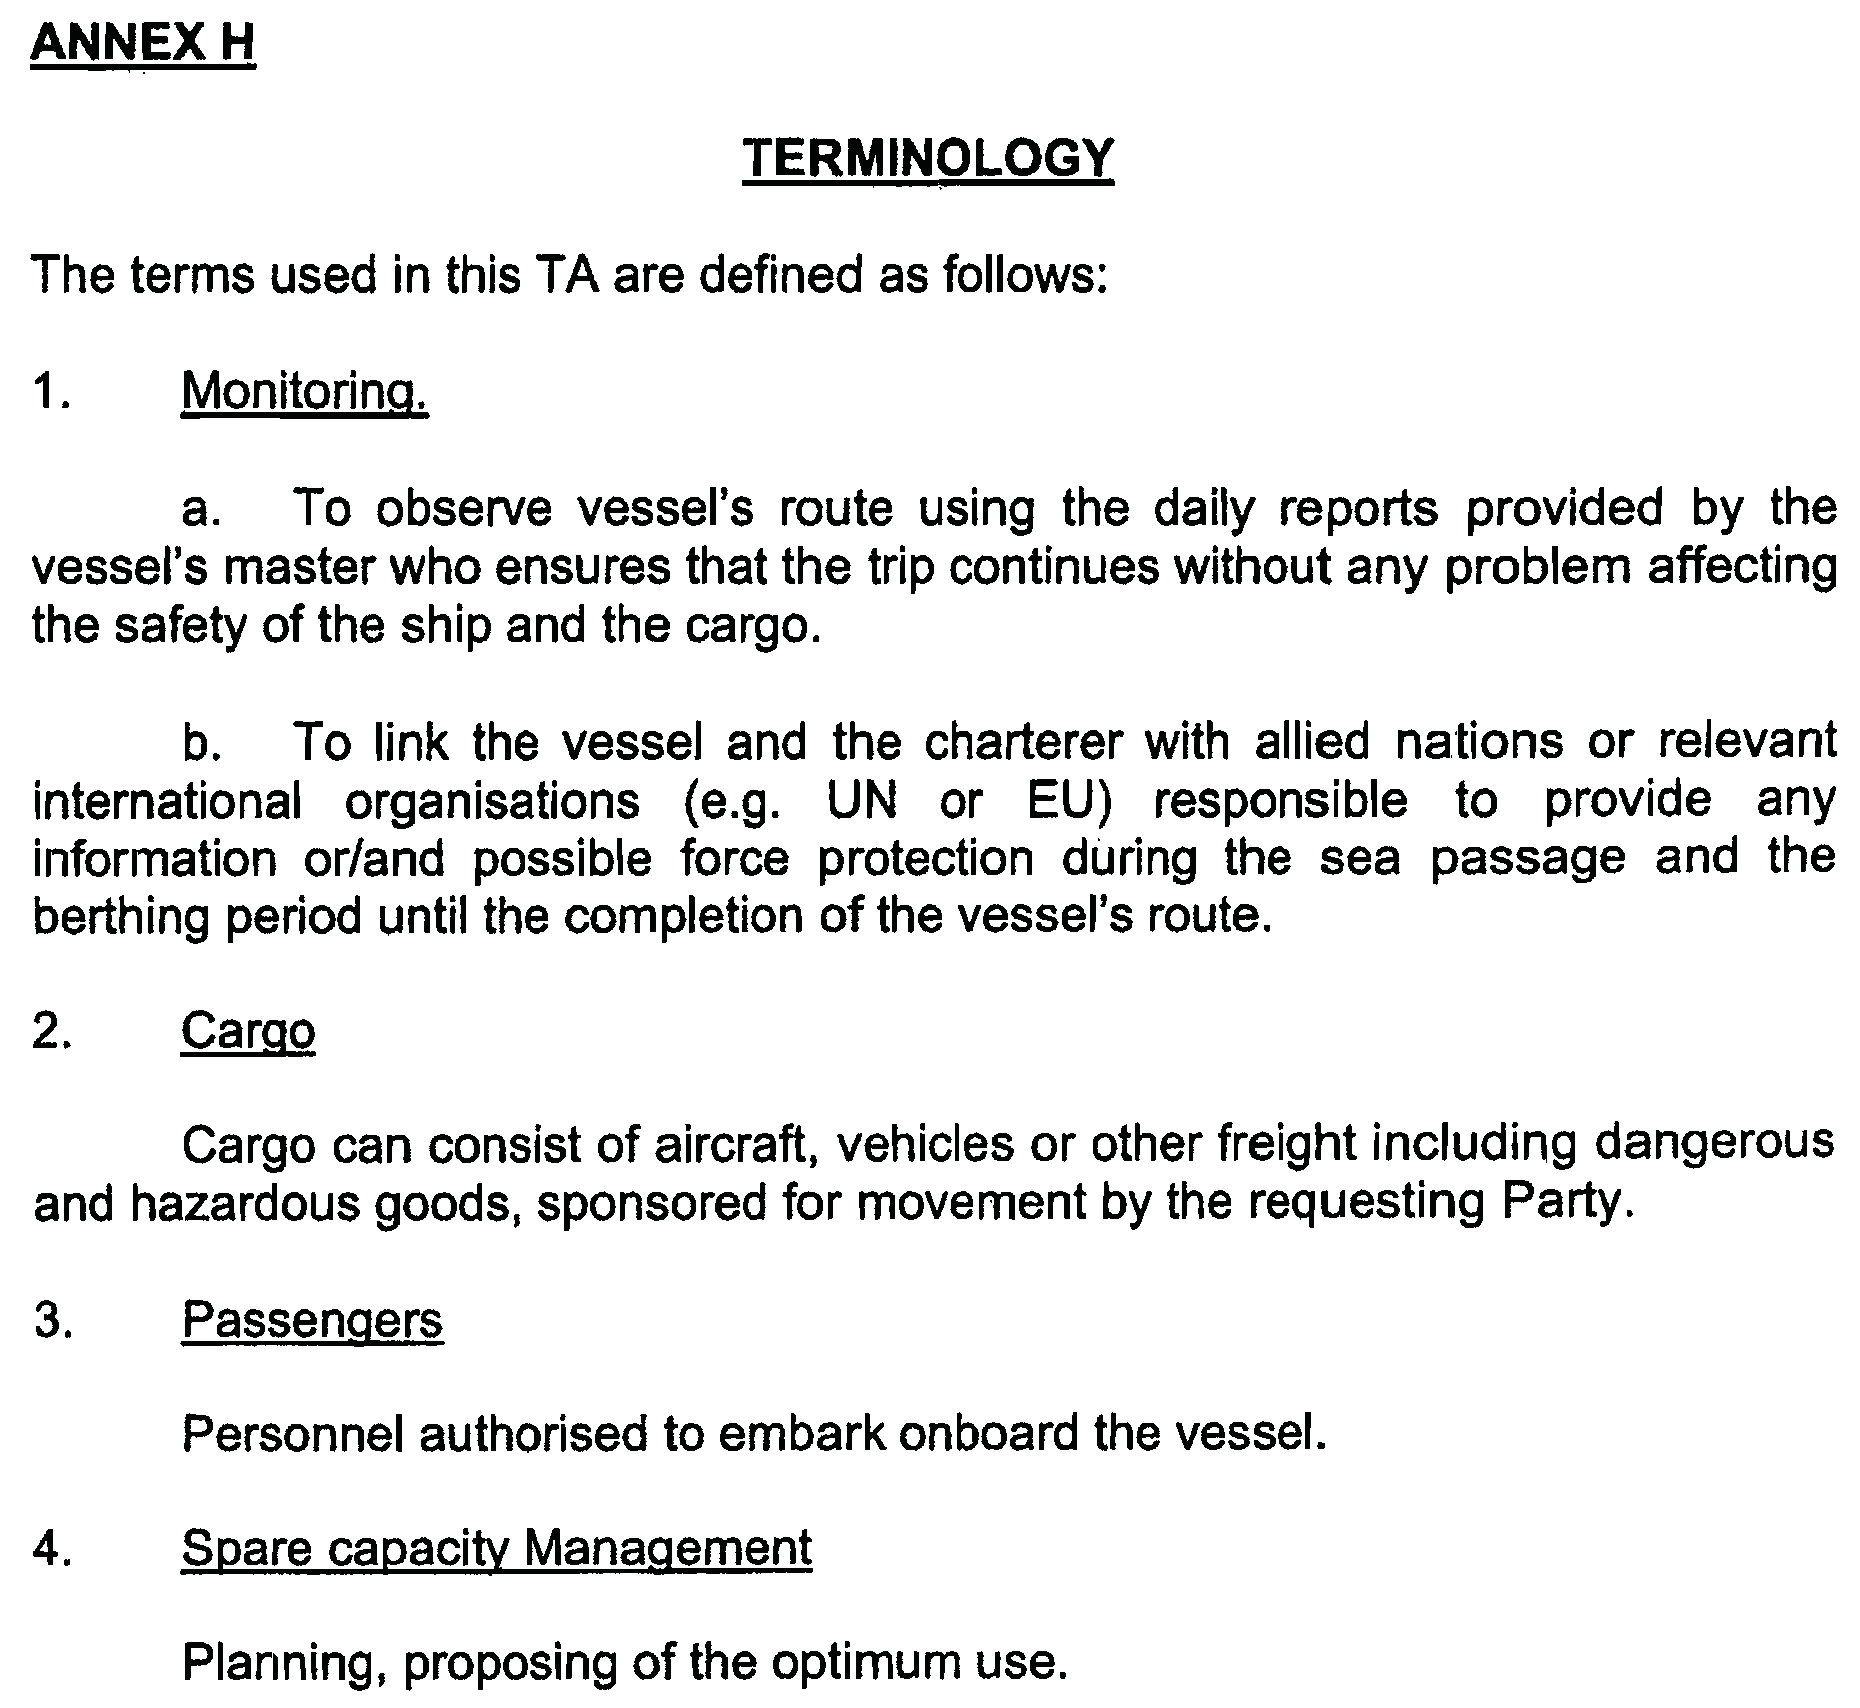 ANNEX H
TERMINOLOGY
The terms used in this TA are defined as follows:
1. Monitoring.
a. To observe vessel's route using the daily reports provided by the
vessel's master who ensures that the trip continues without any problem affecting
the safety of the ship and the cargo.
b. To link the vessel and the charterer with allied nations or relevant
international organisations (e.g. UN or EU) responsible to provide any
information or/and possible force protection during the sea passage and the
berthing period until the completion of the vessel's route.
2. Cargo
Cargo can consist of aircraft, vehicles or other freight including dangerous
and hazardous goods, sponsored for movement by the requesting Party.
3. Passengers
Personnel authorised to embark onboard the vessel.
4. Spare capacity Management
Planning, proposing of the optimum use.